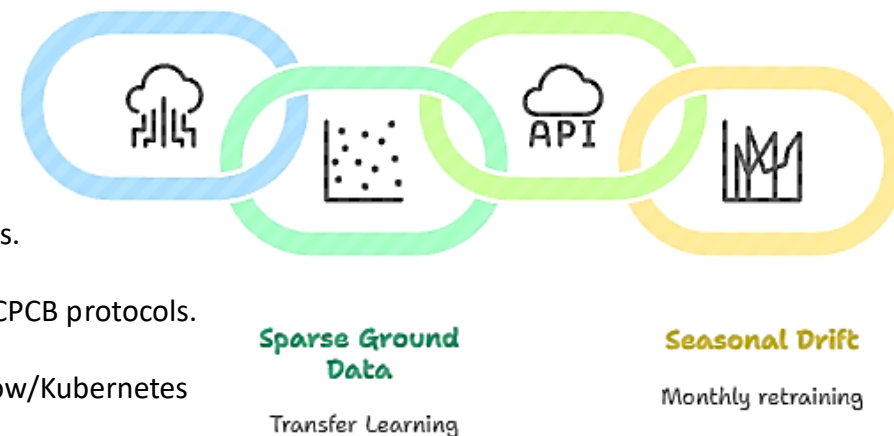 API
s.
CPCB protocols.
ow/Kubernetes
Sparse Ground
Data
Transfer Learning
Seasonal Drift
Monthly retraining